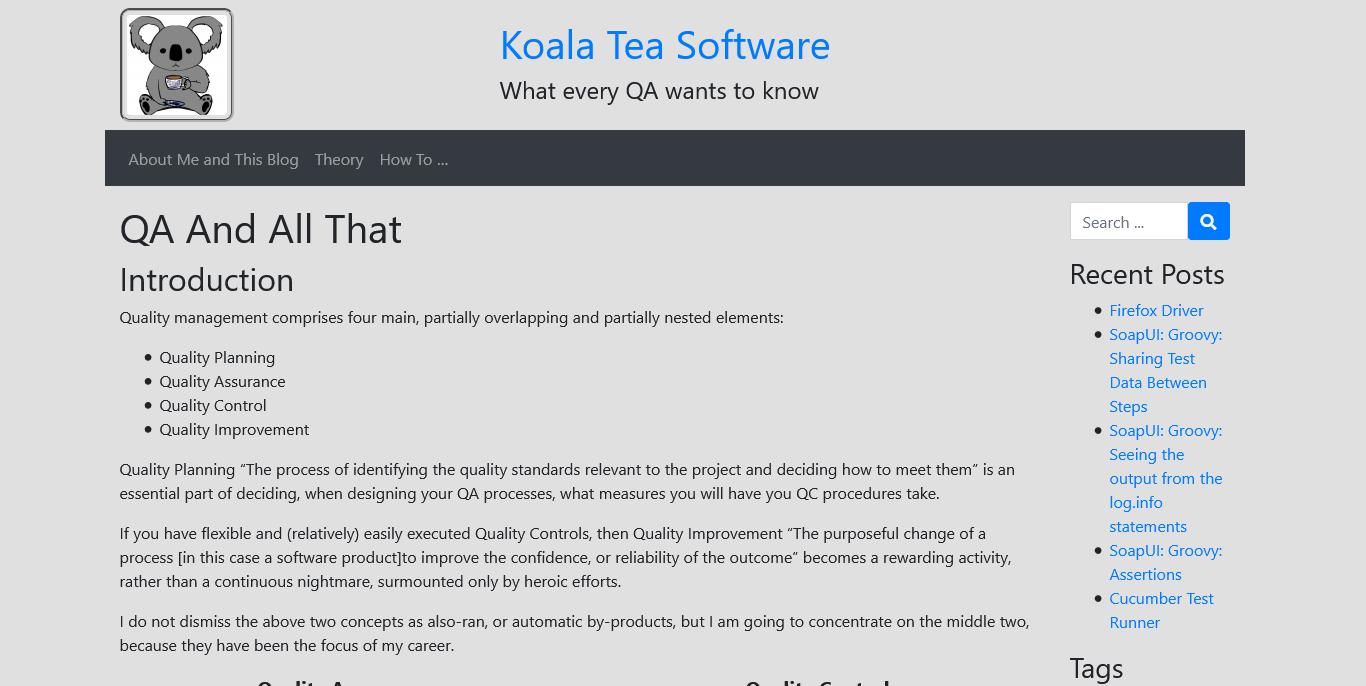 Koala Tea Software
What every QA wants to know
About Me and This Blog Theory How To ...
QA And All That
Introduction
Quality management comprises four main, partially overlapping and partially nested elements:
Quality Planning
Quality Assurance
Quality Control
Quality Improvement
Quality Planning “The process of identifying the quality standards relevant to the project and deciding how to meet them” is an
essential part of deciding, when designing your QA processes, what measures you will have you QC procedures take.
If you have flexible and (relatively) easily executed Quality Controls, then Quality Improvement “The purposeful change of a
process [in this case a software product]to improve the confidence, or reliability of the outcome” becomes a rewarding activity,
rather than a continuous nightmare, surmounted only by heroic efforts.
I do not dismiss the above two concepts as also-ran, or automatic by-products, but I am going to concentrate on the middle two,
because they have been the focus of my career.
Search ...
Recent Posts
Firefox Driver
SoapUI: Groovy:
Sharing Test
Data Between
Steps
SoapUI: Groovy:
Seeing the
output from the
log.info
statements
SoapUI: Groovy:
Assertions
Cucumber Test
Runner
Tags